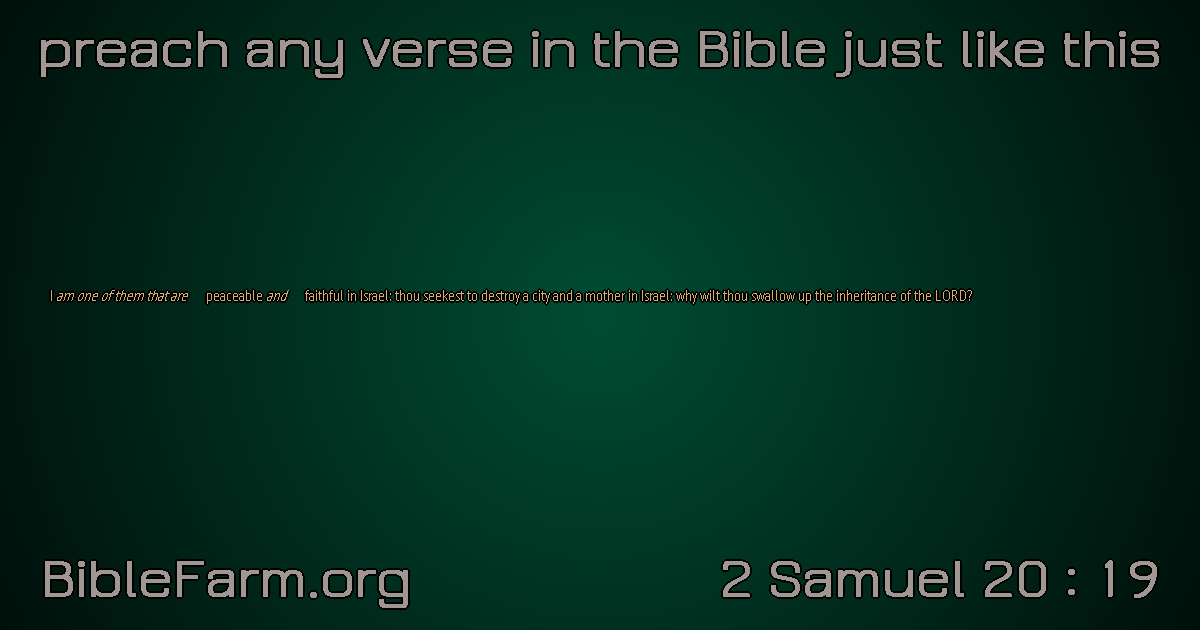 preach any verse in the Bible just like this
I am one of them that are peaceable and faithful in Israel: thou seekest to destroy a city and a mother in Israel: why wilt thou swallow up the inheritance of the LORD?
BibleFarm.org
2 Samuel 20 : 19